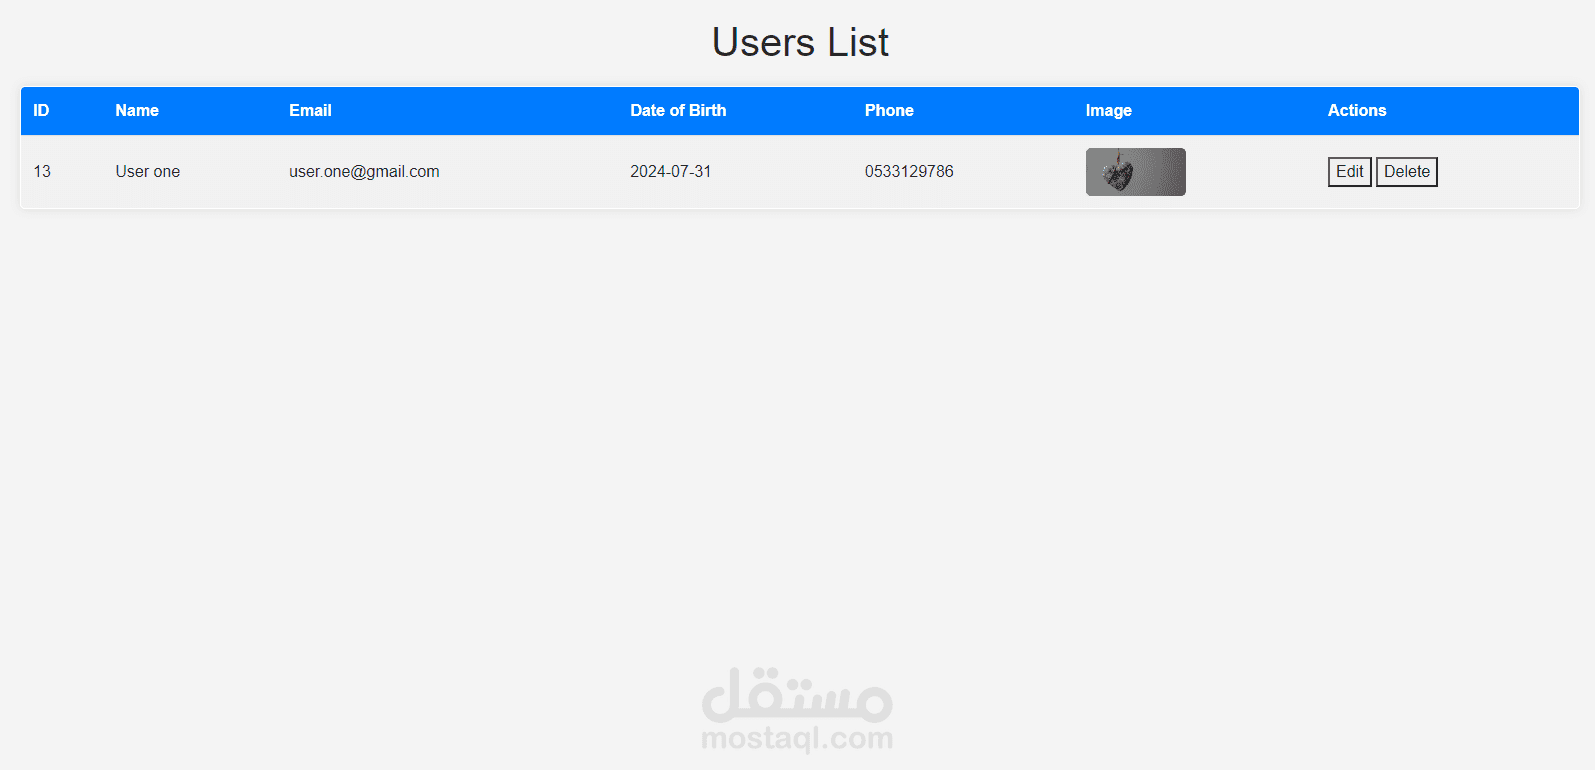 Users List
ID Name Email Date of Birth Phone Image Actions
13 User one user.one@gmail.com 2024-07-31 0533129786 Edit Delete
مستقل
mostaql.com